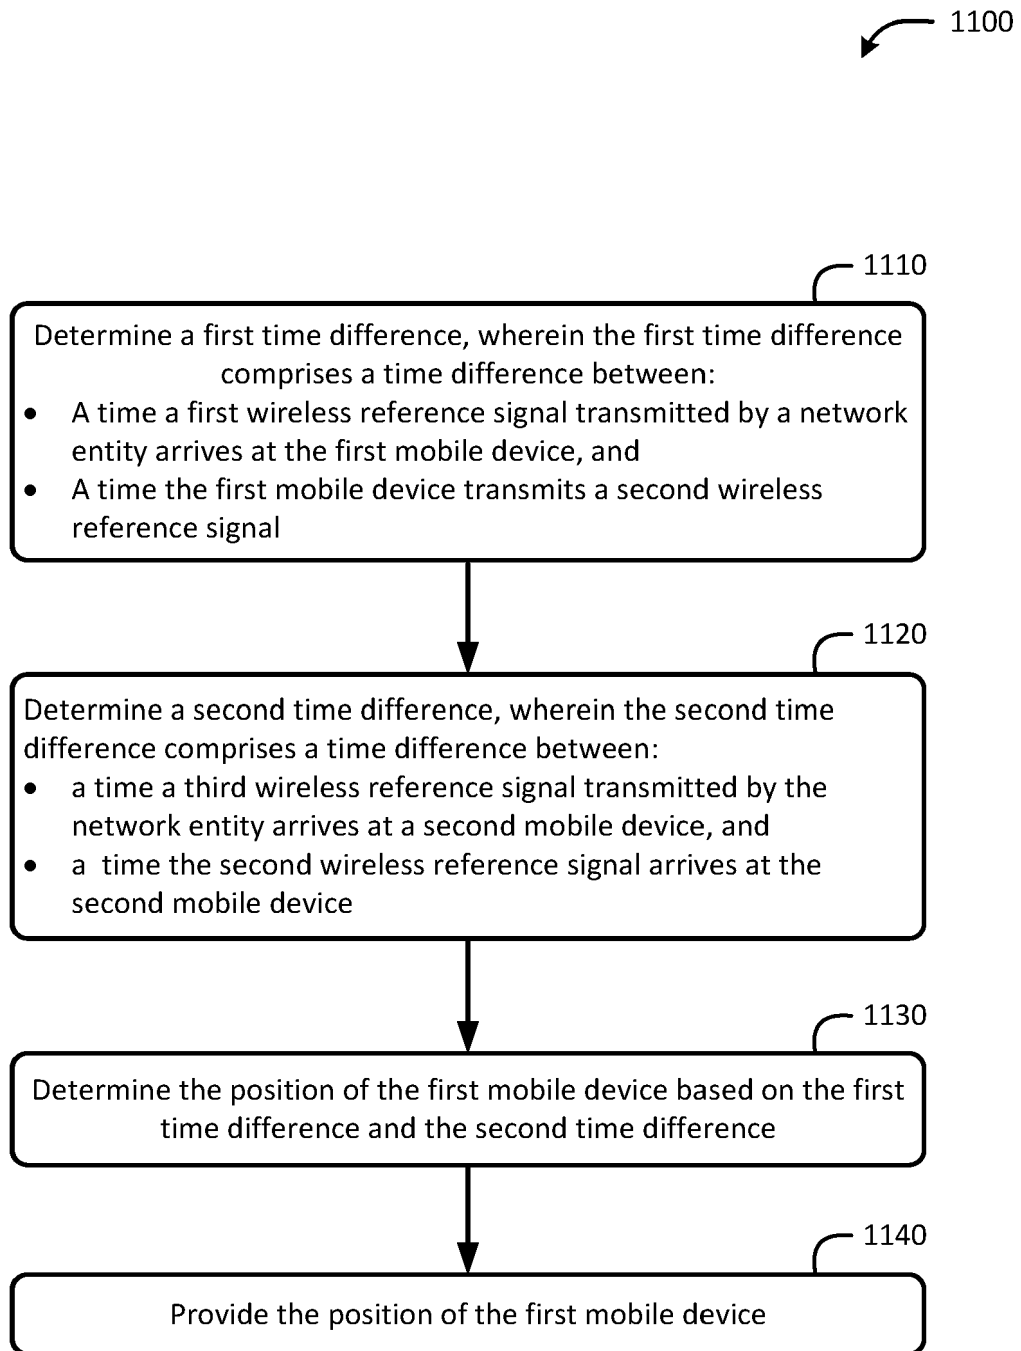 1100
1110
Determine a first time difference, wherein the first time difference
comprises a time difference between:
• A time a first wireless reference signal transmitted by a network
entity arrives at the first mobile device, and
• A time the first mobile device transmits a second wireless
reference signal
1120
Determine a second time difference, wherein the second time
difference comprises a time difference between:
• a time a third wireless reference signal transmitted by the
network entity arrives at a second mobile device, and
• a  time the second wireless reference signal arrives at the
second mobile device
1130
Determine the position of the first mobile device based on the first
time difference and the second time difference
1140
Provide the position of the first mobile device